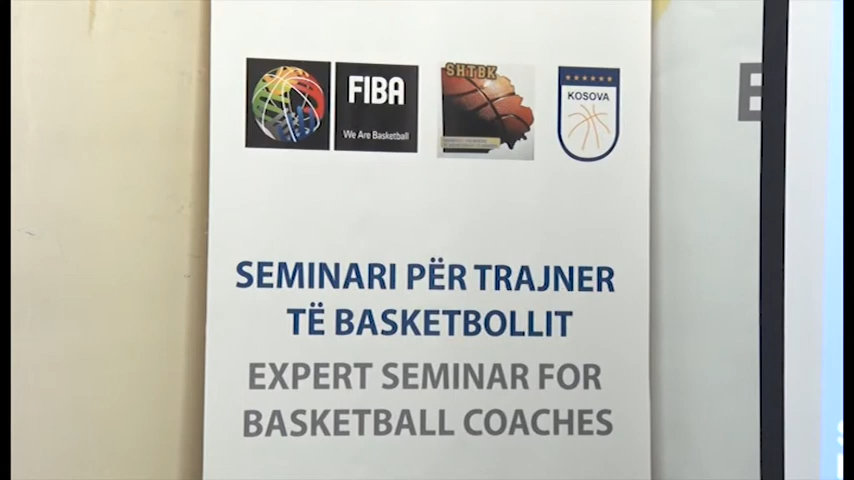 FIBA
We Are Basketball
SHTBK
KOSOVA
SEMINARI PËR TRAJNER
TË BASKETBOLLIT
EXPERT SEMINAR FOR
BASKETBALL COACHES